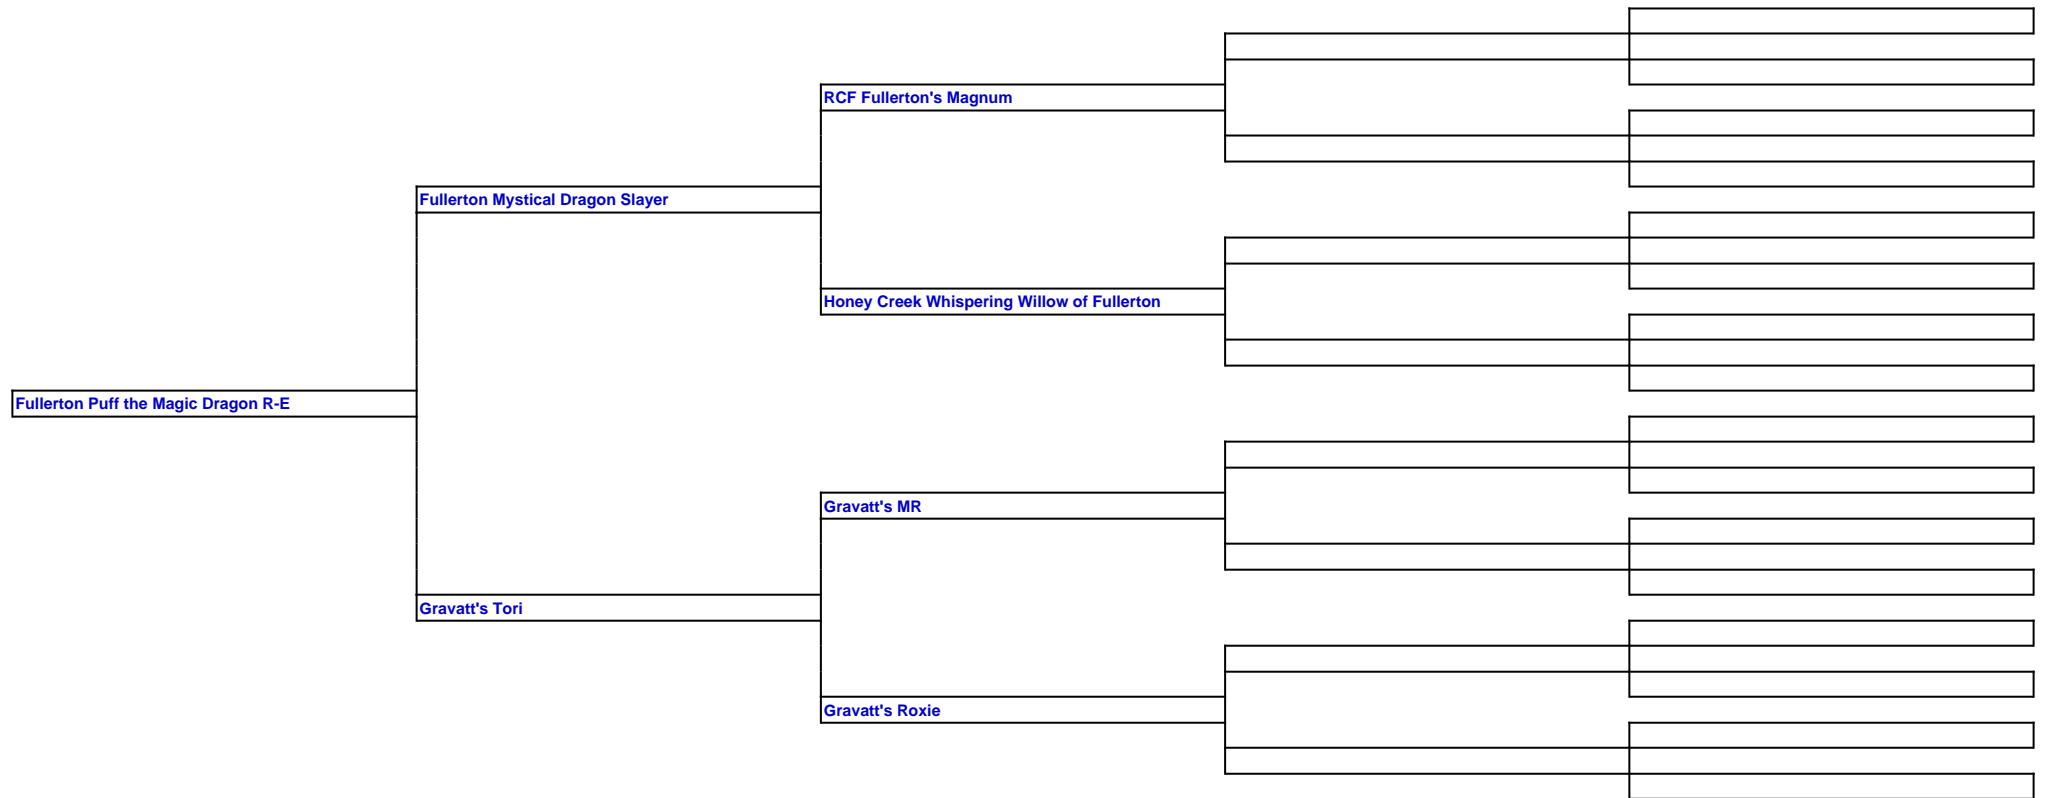 RCF Fullerton's Magnum
Fullerton Mystical Dragon Slayer
Honey Creek Whispering Willow of Fullerton
Fullerton Puff the Magic Dragon R-E
Gravatt's MR
Gravatt's Tori
Gravatt's Roxie